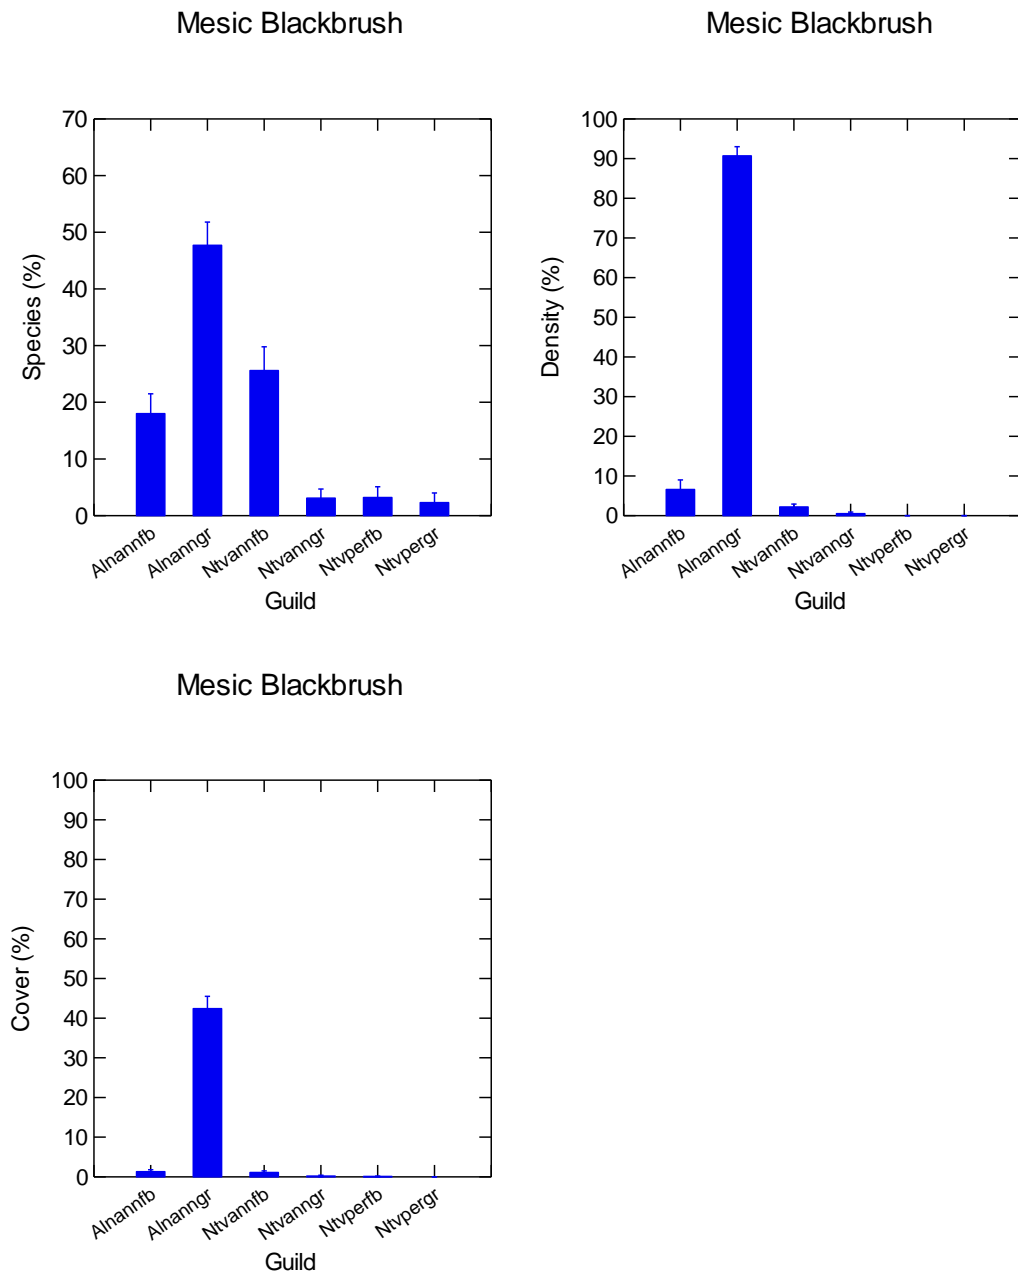 Mesic Blackbrush
70
60
50
40
30
20
10
0
Species (%)
Alnannfb
Alnanngr
Ntvannfb
Ntvanngr
Ntvperfb
Ntvpergr
Guild
Mesic Blackbrush
100
90
80
70
60
50
40
30
20
10
0
Density (%)
Alnannfb
Alnanngr
Ntvannfb
Ntvanngr
Ntvperfb
Ntvpergr
Guild
Mesic Blackbrush
100
90
80
70
60
50
40
30
20
10
0
Cover (%)
Alnannfb
Alnanngr
Ntvannfb
Ntvanngr
Ntvperfb
Ntvpergr
Guild